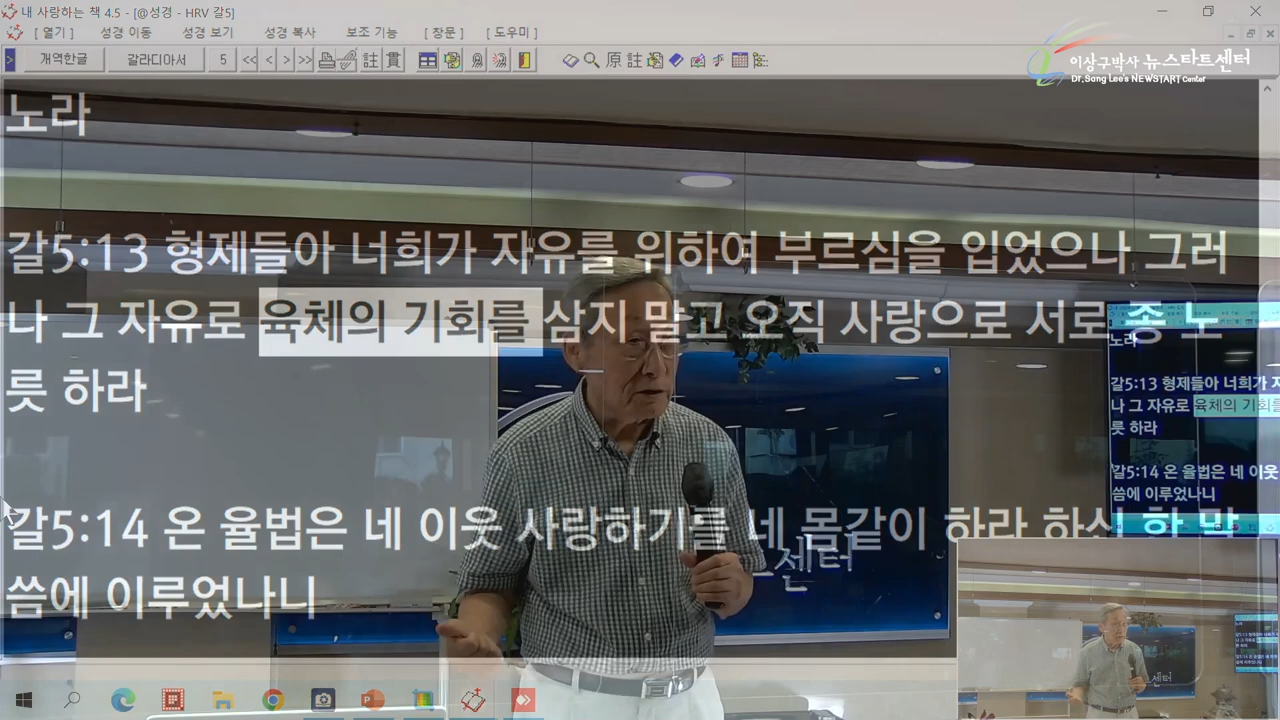 내 사랑하는 책 4.5 - [@성경 - HRV 갈5]
[ 열기 ] 성경 이동 성경 보기 성경 복사 보조 기능 [ 창문 ] [ 도우미 ]
개역한글 갈라디아서 5 << < > >> 註 貫 原 註
이상구박사 뉴스타트센터
Dr. Sang Lee's NEWSTART Center
노라
갈5:13 형제들아 너희가 자유를 위하여 부르심을 입었으나 그러
나 그 자유로 육체의 기회를 삼지 말고 오직 사랑으로 서로 종 노
릇 하라
갈5:14 온 율법은 네 이웃 사랑하기를 네 몸같이 하라 하신 한 말
씀에 이루었나니
노라
갈5:13 형제들아 너희가
나 그 자유로 육체의 기회를
릇 하라
갈5:14 온 율법은 네 이웃
씀에 이루었나니
센터